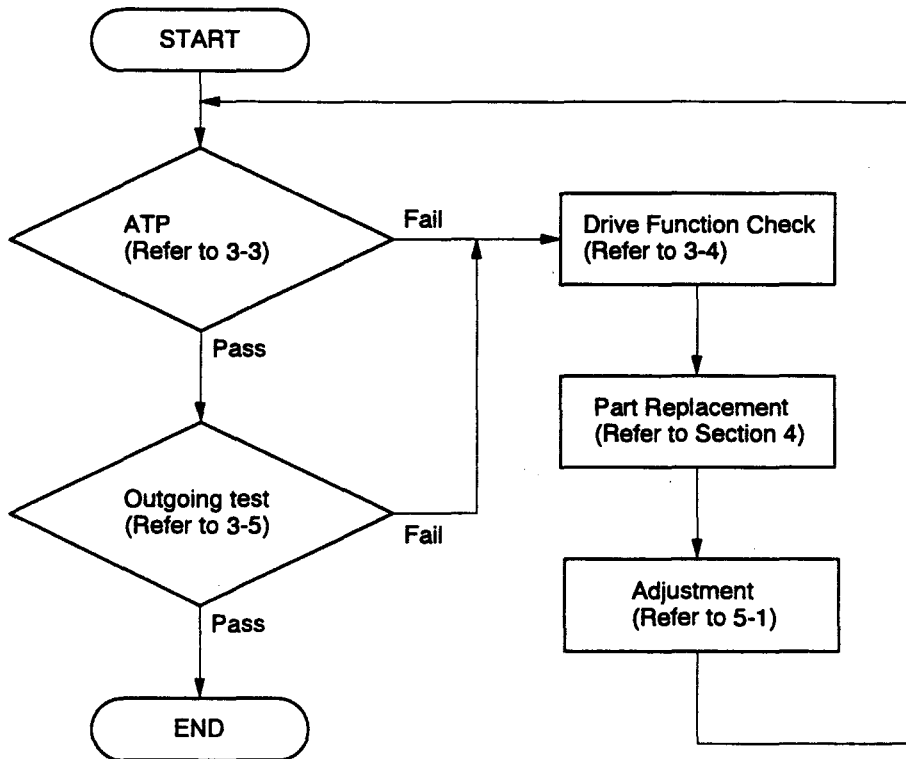 START
ATP
(Refer to 3-3)
Fail
Drive Function Check
(Refer to 3-4)
Pass
Part Replacement
(Refer to Section 4)
Outgoing test
(Refer to 3-5)
Fail
Adjustment
(Refer to 5-1)
Pass
END